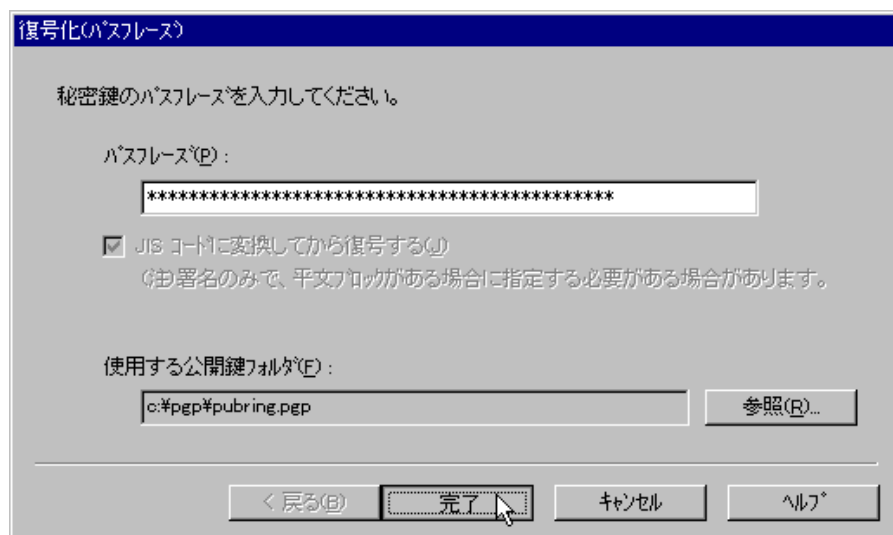 復号化(ﾊﾟｽﾌﾚｰｽﾞ)
秘密鍵のﾊﾟｽﾌﾚｰｽﾞを入力してください。
ﾊﾟｽﾌﾚｰｽﾞ(P) :
*********************************************
JIS ｺｰﾄﾞに変換してから復号する(J)
(注)署名のみで、平文ﾌﾞﾛｯｸがある場合に指定する必要がある場合があります。
使用する公開鍵ﾌｫﾙﾀﾞ(F) :
c:¥pgp¥pubring.pgp
参照(R)...
< 戻る(B)
完了
ｷｬﾝｾﾙ
ﾍﾙﾌﾟ